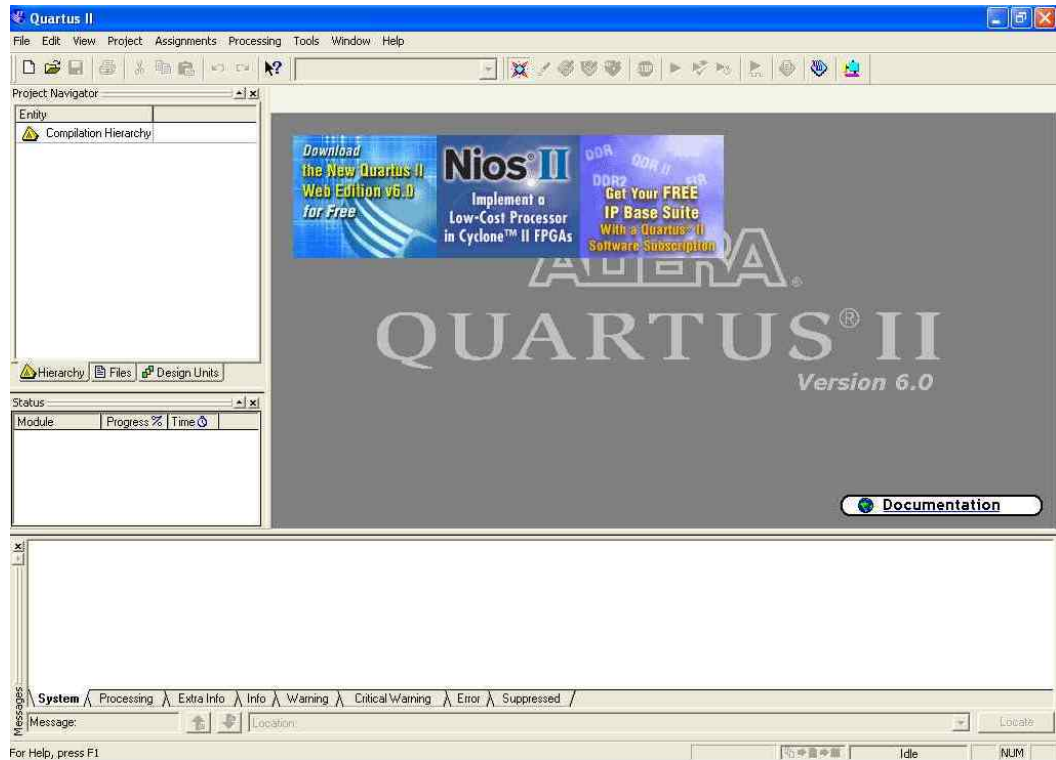 Quartus II
File Edit View Project Assignments Processing Tools Window Help
Project Navigator
Entity
Compilation Hierarchy
Hierarchy Files Design Units
Status
Module Progress % Time
Download
the New Quartus II
Web Edition v6.0
for Free
Nios II
Implement a
Low-Cost Processor
in Cyclone™ II FPGAs
DDR QDR II
DDR2 FIR
Get Your FREE
IP Base Suite
With a Quartus® II
Software Subscription
ALTERA®
QUARTUS® II
Version 6.0
Documentation
Messages
System Processing Extra Info Info Warning Critical Warning Error Suppressed
Message: Location: Locate
For Help, press F1 Idle NUM